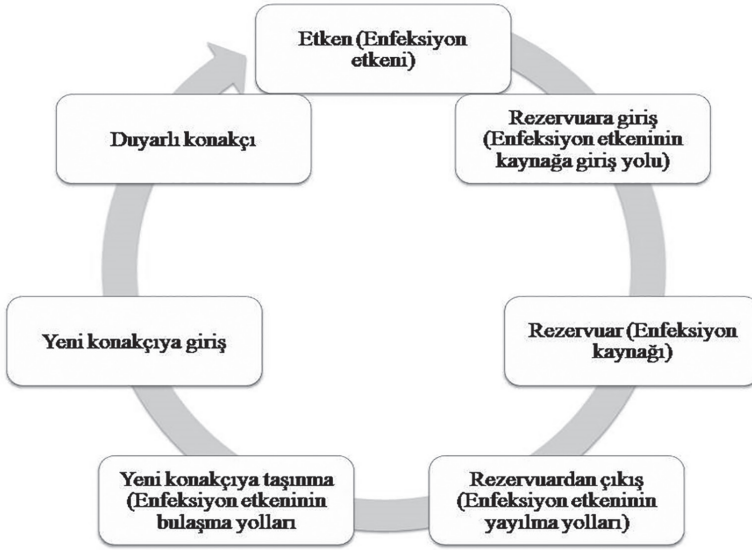 Etken (Enfeksiyon
etkeni)
Rezervuara giriş
(Enfeksiyon etkeninin
kaynağa giriş yolu)
Rezervuar (Enfeksiyon
kaynağı)
Rezervuardan çıkış
(Enfeksiyon etkeninin
yayılma yolları)
Yeni konakçıya taşınma
(Enfeksiyon etkeninin
bulaşma yolları
Yeni konakçıya giriş
Duyarlı konakçı